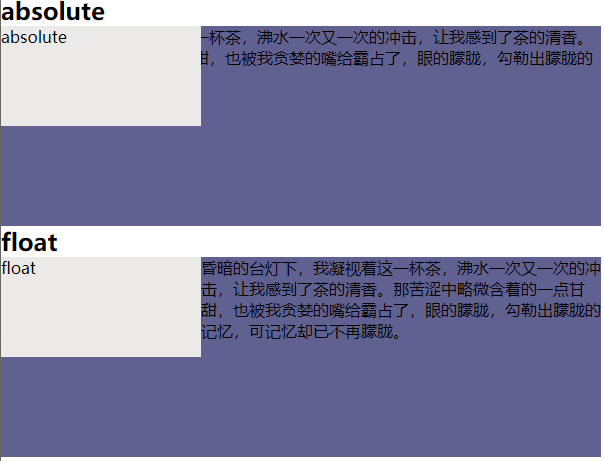 absolute
absolute
一杯茶，沸水一次又一次的冲击，让我感到了茶的清香。
甜，也被我贪婪的嘴给霸占了，眼的朦胧，勾勒出朦胧的
float
float
昏暗的台灯下，我凝视着这一杯茶，沸水一次又一次的冲
击，让我感到了茶的清香。那苦涩中略微含着的一点甘
甜，也被我贪婪的嘴给霸占了，眼的朦胧，勾勒出朦胧的
记忆，可记忆却已不再朦胧。